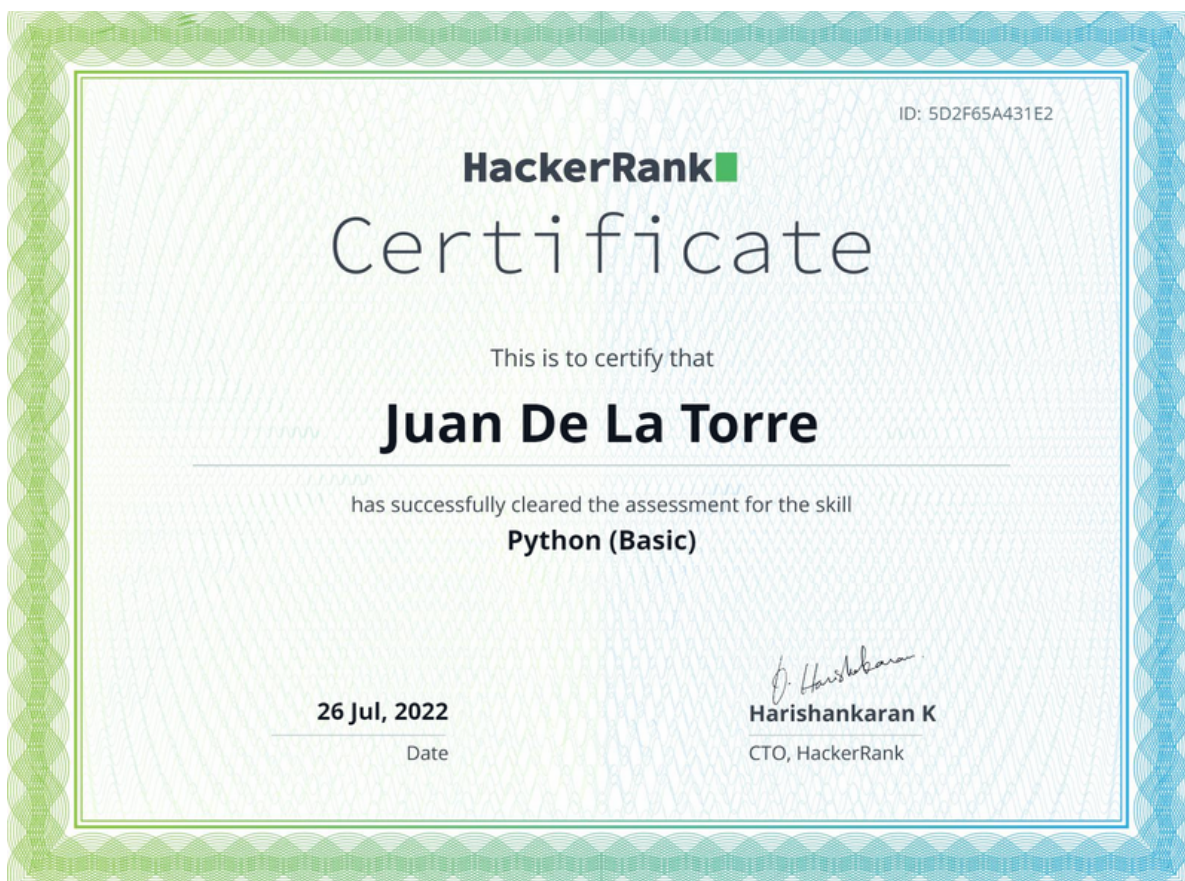 ID: 5D2F65A431E2
HackerRank
Certificate
This is to certify that
Juan De La Torre
has successfully cleared the assessment for the skill
Python (Basic)
26 Jul, 2022
Date
Harishankaran K
CTO, HackerRank